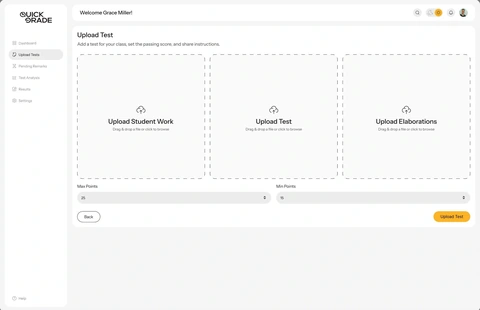 QUICK
GRADE
Welcome Grace Miller!
Dashboard
Upload Tests
Pending Reviews
Test Analysis
Results
Settings
Help
Upload Test
Add a test for your class, set the passing score, and share instructions.
Upload Student Work
Drag & drop a file or click to browse
Upload Test
Drag & drop a file or click to browse
Upload Elaborations
Drag & drop a file or click to browse
Max Points
Min Points
Back
Upload Test